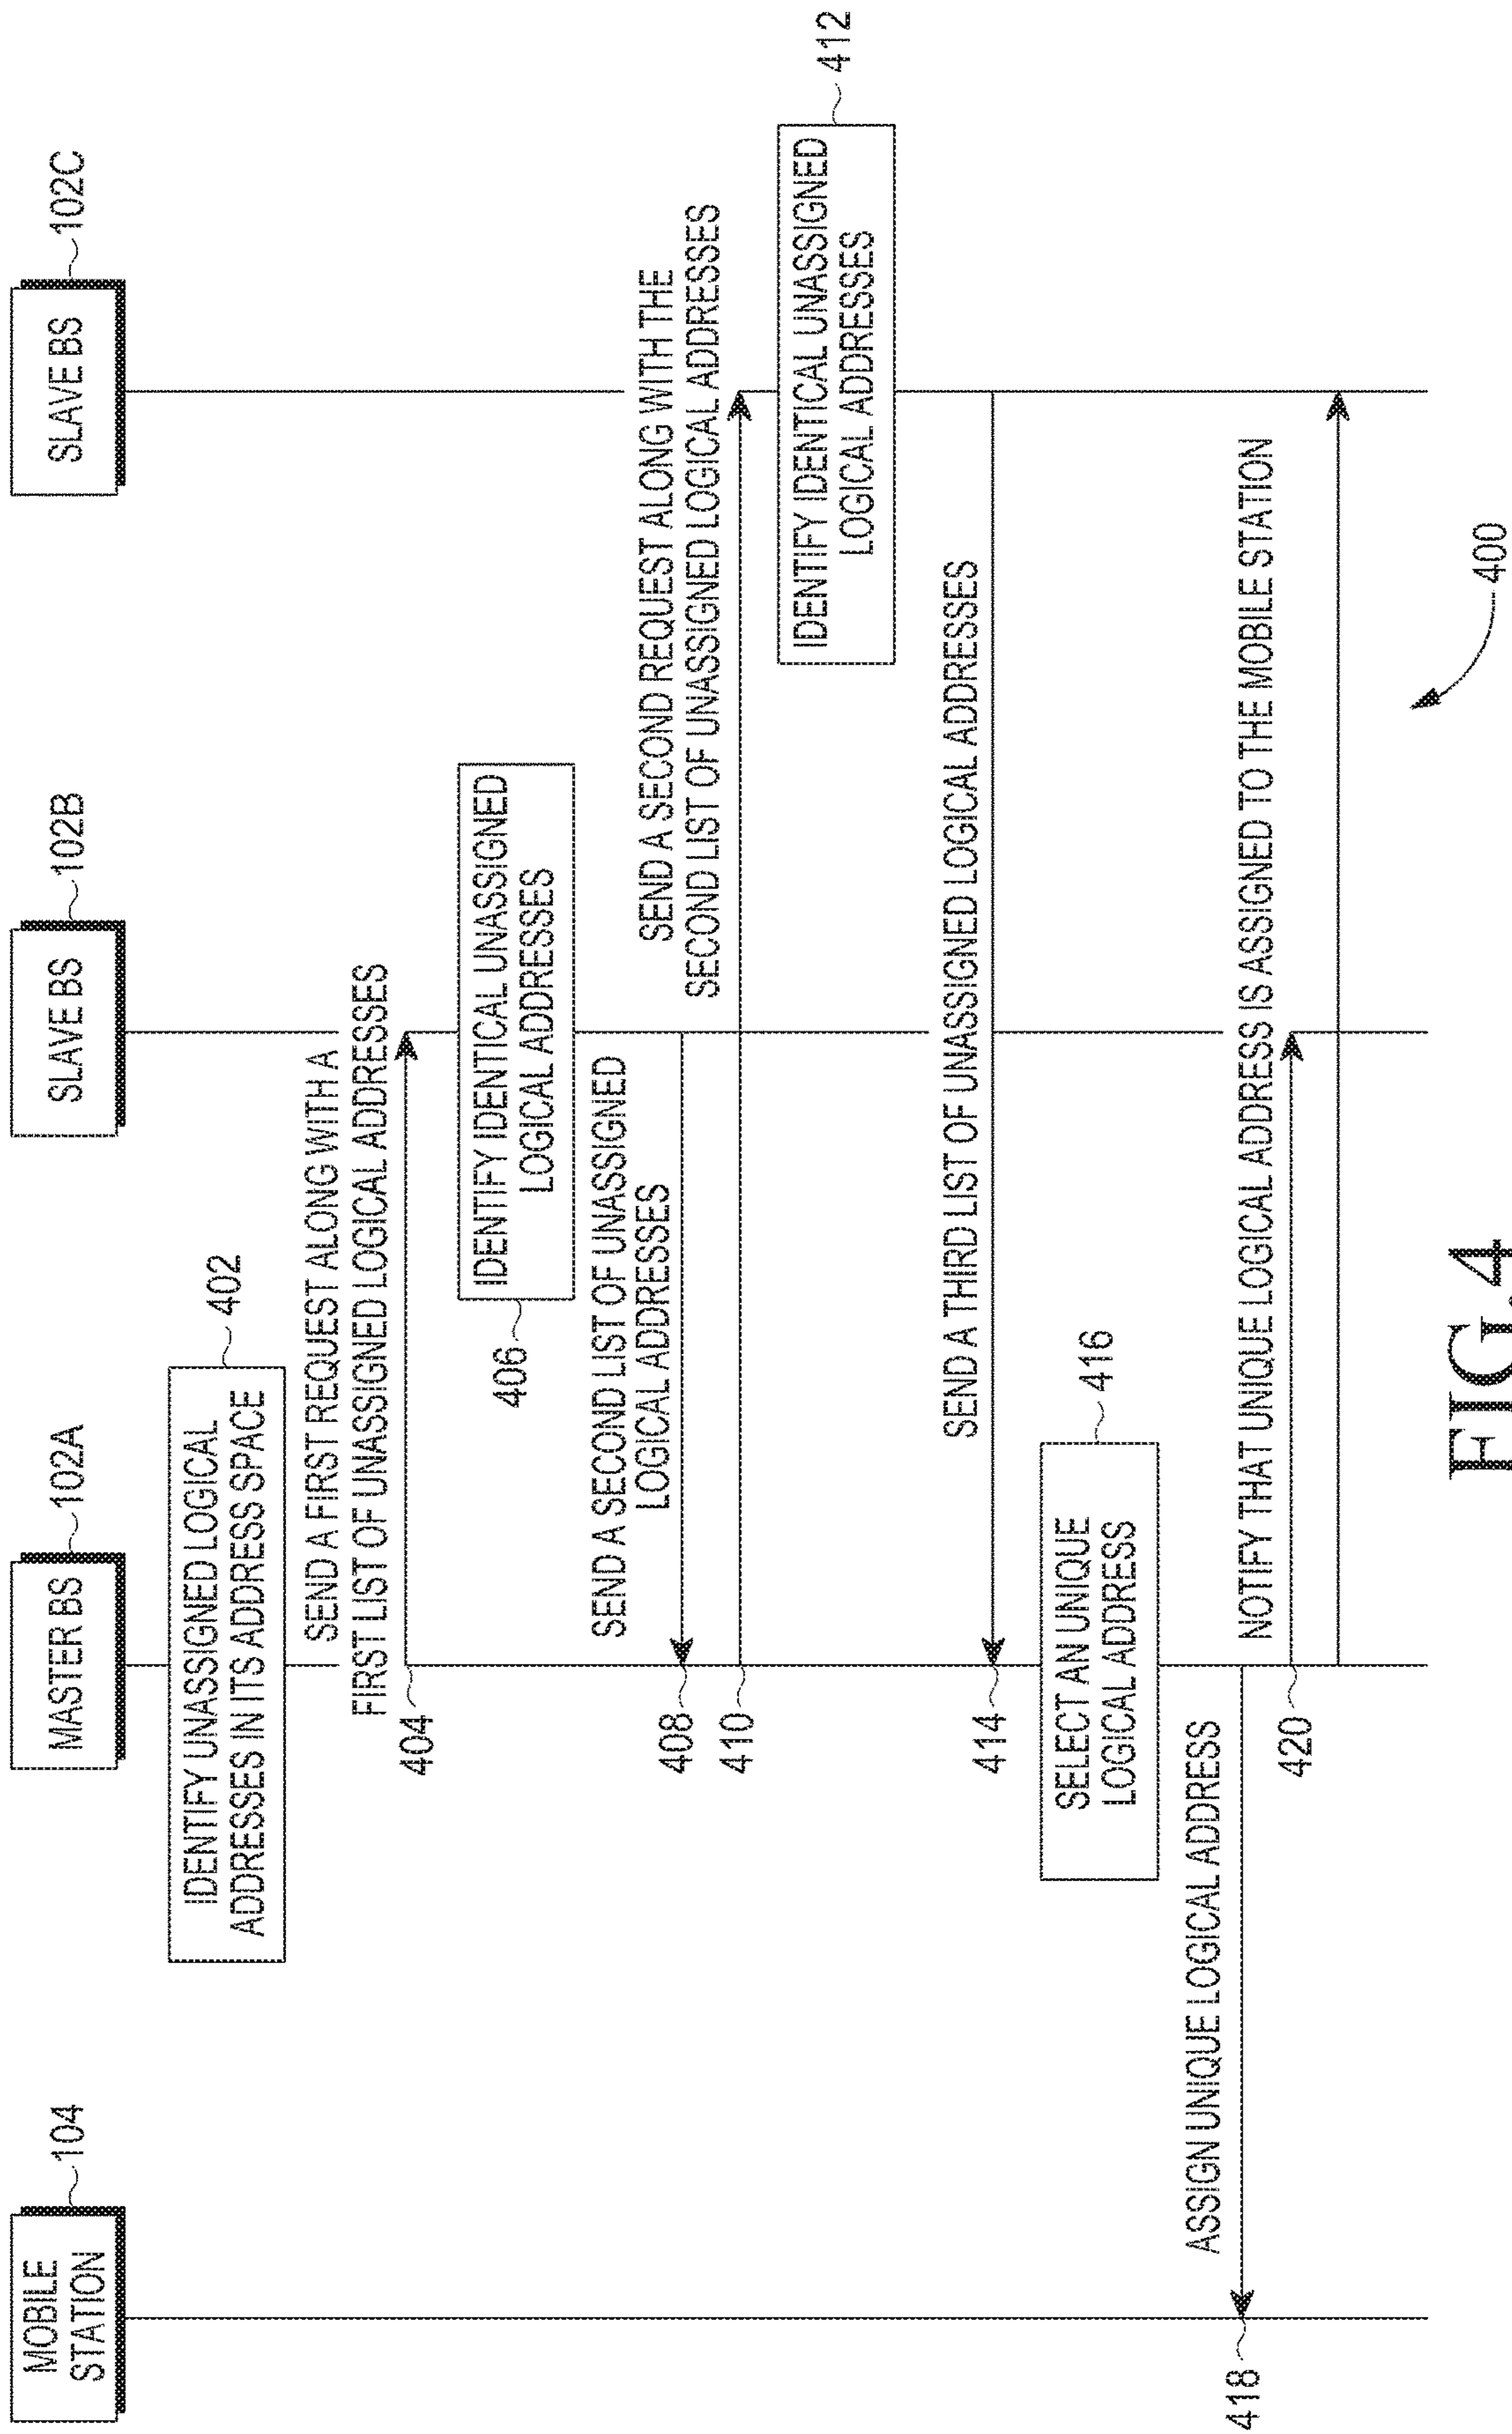 MOBILE
STATION
104
MASTER BS
102A
SLAVE BS
102B
SLAVE BS
102C
IDENTIFY UNASSIGNED LOGICAL
ADDRESSES IN ITS ADDRESS SPACE
402
SEND A FIRST REQUEST ALONG WITH A
FIRST LIST OF UNASSIGNED LOGICAL ADDRESSES
404
IDENTIFY IDENTICAL UNASSIGNED
LOGICAL ADDRESSES
406
SEND A SECOND LIST OF UNASSIGNED
LOGICAL ADDRESSES
408
SEND A SECOND REQUEST ALONG WITH THE
SECOND LIST OF UNASSIGNED LOGICAL ADDRESSES
410
IDENTIFY IDENTICAL UNASSIGNED
LOGICAL ADDRESSES
412
SEND A THIRD LIST OF UNASSIGNED LOGICAL ADDRESSES
414
SELECT AN UNIQUE
LOGICAL ADDRESS
416
ASSIGN UNIQUE LOGICAL ADDRESS
418
NOTIFY THAT UNIQUE LOGICAL ADDRESS IS ASSIGNED TO THE MOBILE STATION
420
400
FIG.4